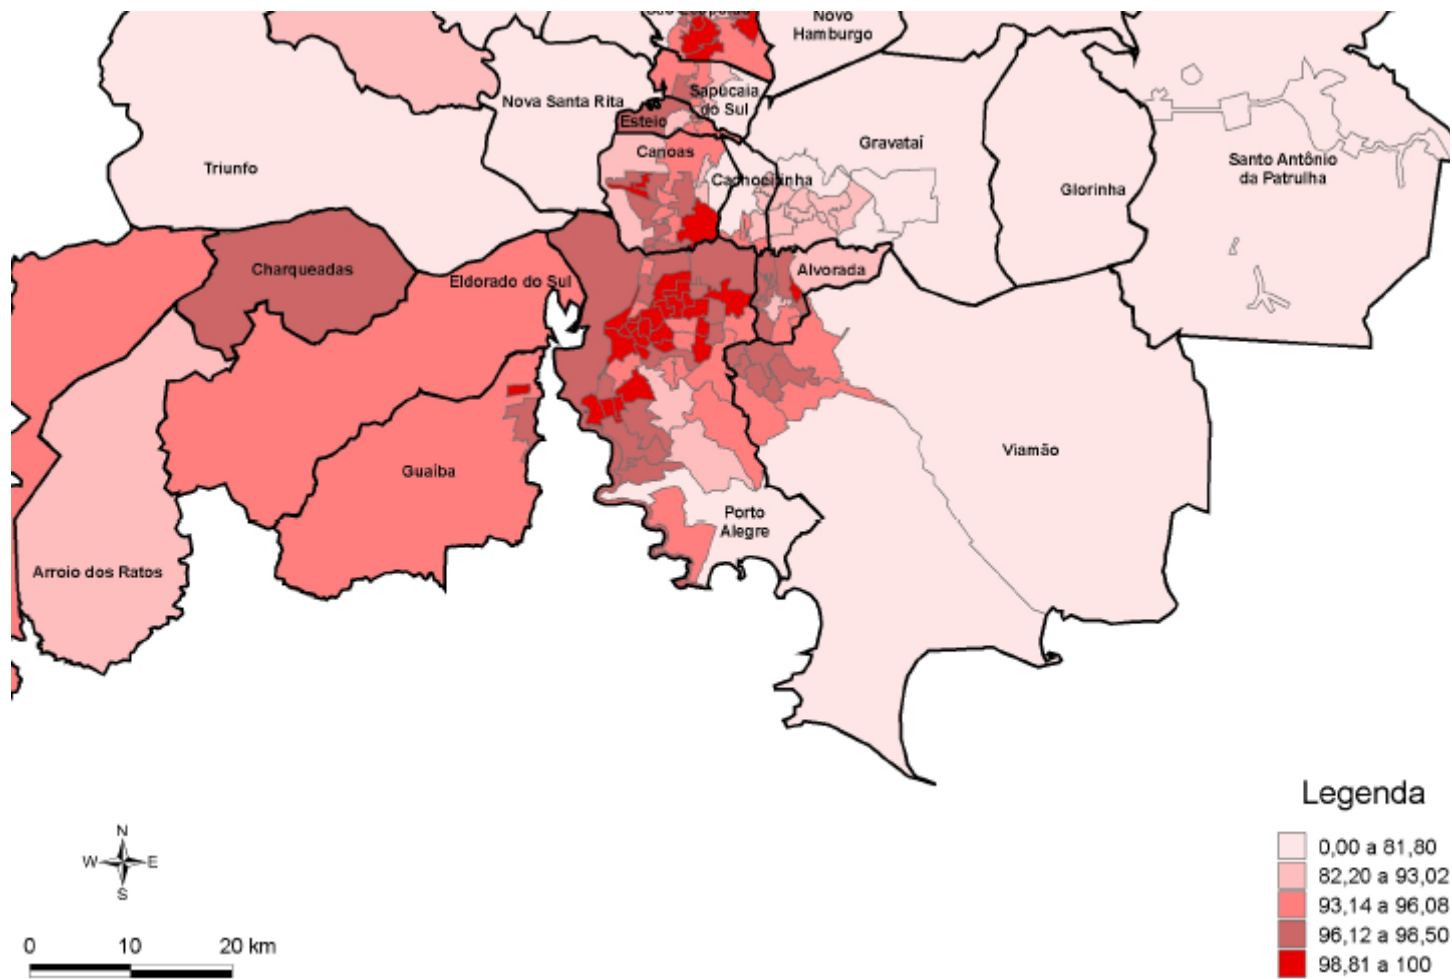 Novo
Hamburgo
Nova Santa Rita
Sapucaia
do Sul
Esteio
Canoas
Gravataí
Triunfo
Cachoeirinha
Santo Antônio
da Patrulha
Glorinha
Charqueadas
Eldorado do Sul
Alvorada
Viamão
Guaíba
Porto
Alegre
Arroio dos Ratos
Legenda
0,00 a 81,80
82,20 a 93,02
93,14 a 96,08
96,12 a 98,50
98,81 a 100
N
W E
S
0 10 20 km